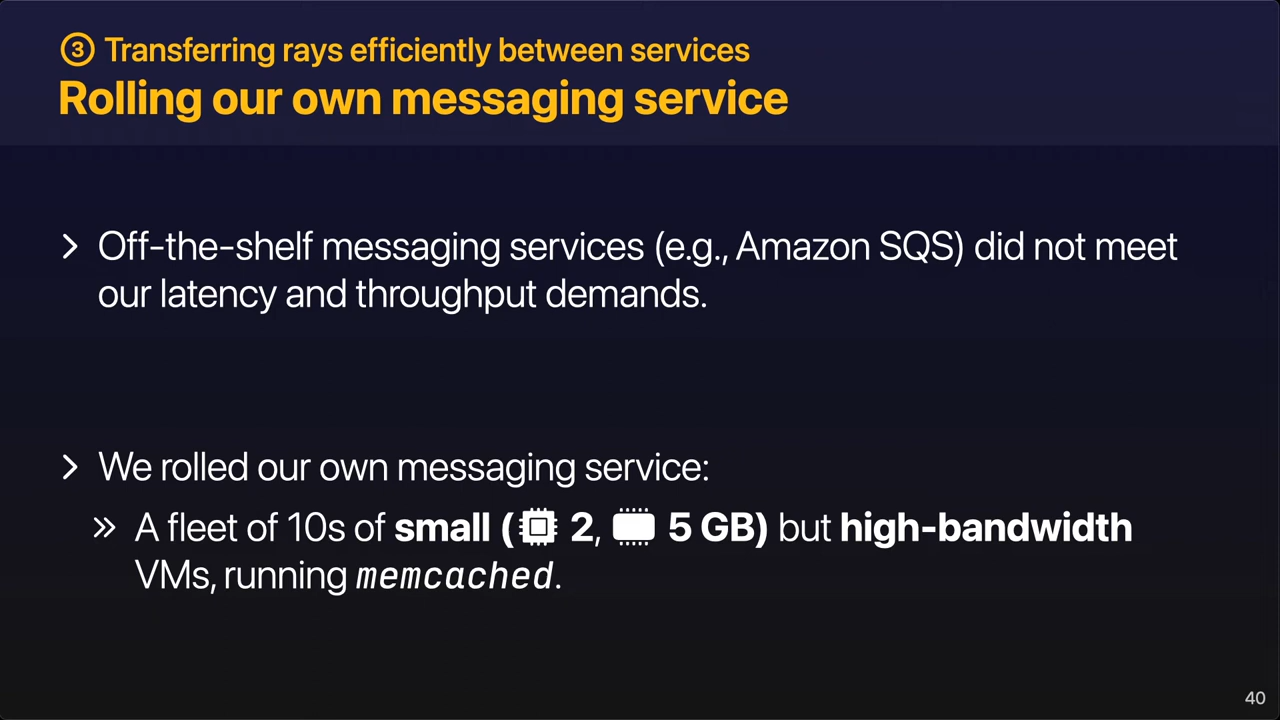 ③ Transferring rays efficiently between services
Rolling our own messaging service
Off-the-shelf messaging services (e.g., Amazon SQS) did not meet
our latency and throughput demands.
We rolled our own messaging service:
A fleet of 10s of small ( 2, 5 GB) but high-bandwidth
VMs, running memcached.
40